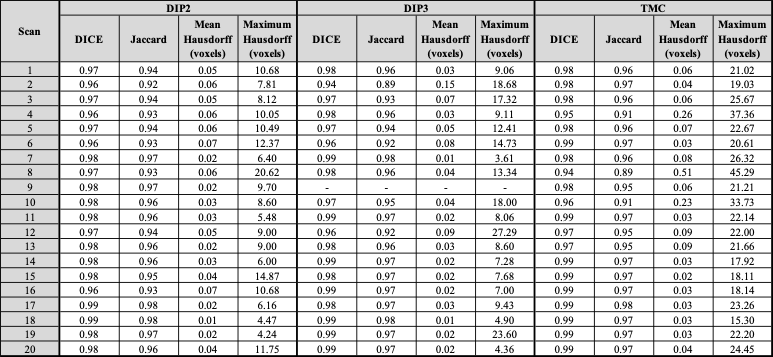 Scan DIP2 DIP3 TMC
DICE Jaccard Mean Hausdorff (voxels) Maximum Hausdorff (voxels) DICE Jaccard Mean Hausdorff (voxels) Maximum Hausdorff (voxels) DICE Jaccard Mean Hausdorff (voxels) Maximum Hausdorff (voxels)
1 0.97 0.94 0.05 10.68 0.98 0.96 0.03 9.06 0.98 0.96 0.06 21.02
2 0.96 0.92 0.06 7.81 0.94 0.89 0.15 18.68 0.98 0.97 0.04 19.03
3 0.97 0.94 0.05 8.12 0.97 0.93 0.07 17.32 0.98 0.96 0.06 25.67
4 0.96 0.93 0.06 10.05 0.98 0.96 0.03 9.11 0.95 0.91 0.26 37.36
5 0.97 0.94 0.06 10.49 0.97 0.94 0.05 12.41 0.98 0.96 0.07 22.67
6 0.96 0.93 0.07 12.37 0.96 0.92 0.08 14.73 0.99 0.97 0.03 20.61
7 0.98 0.97 0.02 6.40 0.99 0.98 0.01 3.61 0.98 0.96 0.08 26.32
8 0.97 0.93 0.06 20.62 0.98 0.96 0.04 13.34 0.94 0.89 0.51 45.29
9 0.98 0.97 0.02 9.70 - - - - 0.98 0.95 0.06 21.21
10 0.98 0.96 0.03 8.60 0.97 0.95 0.04 18.00 0.96 0.91 0.23 33.73
11 0.98 0.96 0.03 5.48 0.99 0.97 0.02 8.06 0.99 0.97 0.03 22.14
12 0.97 0.94 0.05 9.00 0.96 0.92 0.09 27.29 0.97 0.95 0.09 22.00
13 0.98 0.96 0.02 9.00 0.98 0.96 0.03 8.60 0.97 0.95 0.09 21.66
14 0.98 0.96 0.03 6.00 0.99 0.97 0.02 7.28 0.99 0.97 0.03 17.92
15 0.98 0.95 0.04 14.87 0.98 0.97 0.02 7.68 0.99 0.97 0.02 18.11
16 0.96 0.93 0.07 10.68 0.99 0.97 0.02 7.00 0.99 0.97 0.03 18.14
17 0.99 0.98 0.02 6.16 0.98 0.97 0.03 9.43 0.99 0.98 0.03 23.26
18 0.99 0.98 0.01 4.47 0.99 0.98 0.01 4.90 0.99 0.97 0.03 15.30
19 0.98 0.97 0.02 4.24 0.99 0.97 0.02 23.60 0.99 0.97 0.03 22.20
20 0.98 0.96 0.04 11.75 0.99 0.97 0.02 4.36 0.99 0.97 0.04 24.45